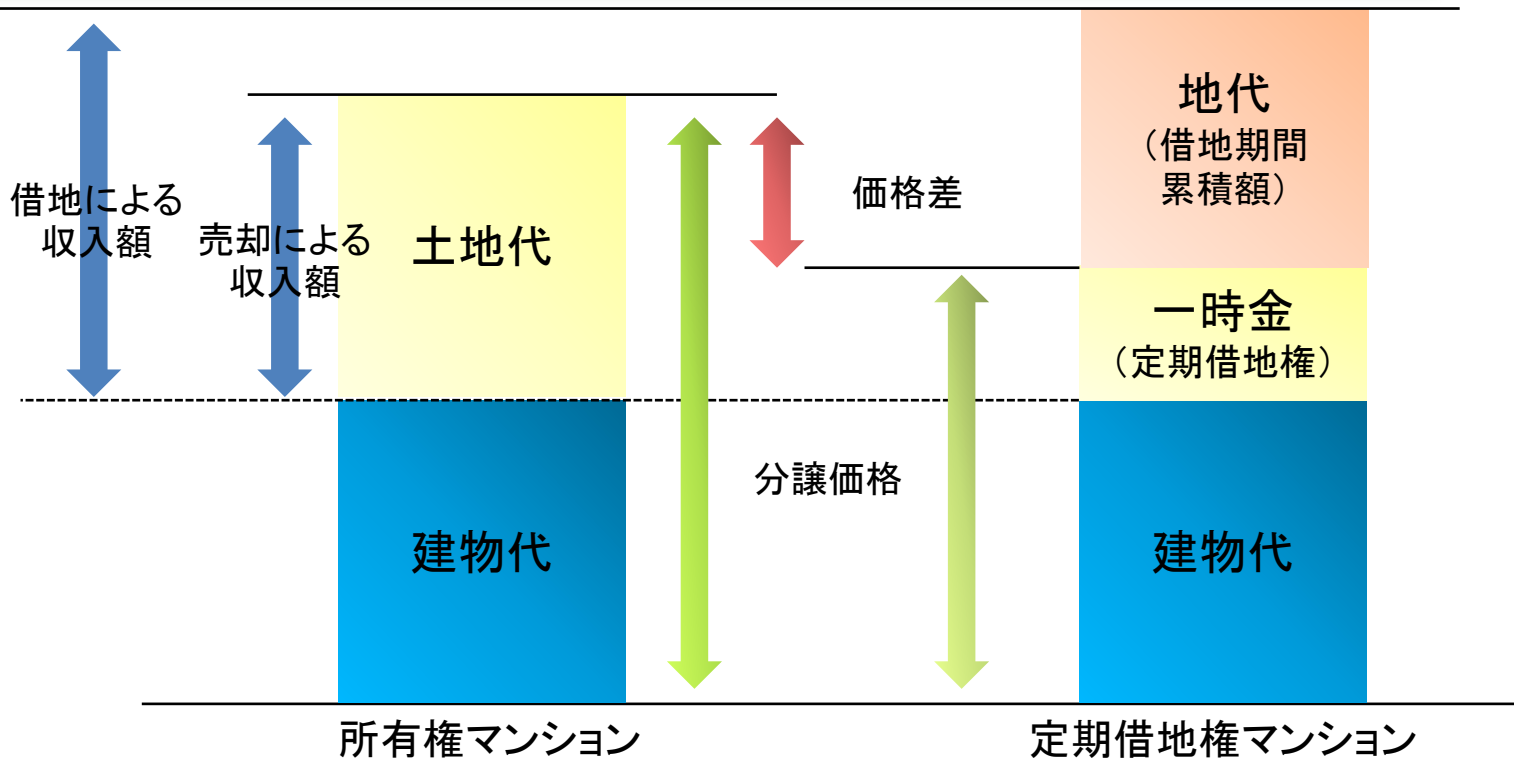 借地による
収入額
売却による
収入額
土地代
建物代
所有権マンション
価格差
分譲価格
地代
（借地期間
累積額）
一時金
（定期借地権）
建物代
定期借地権マンション